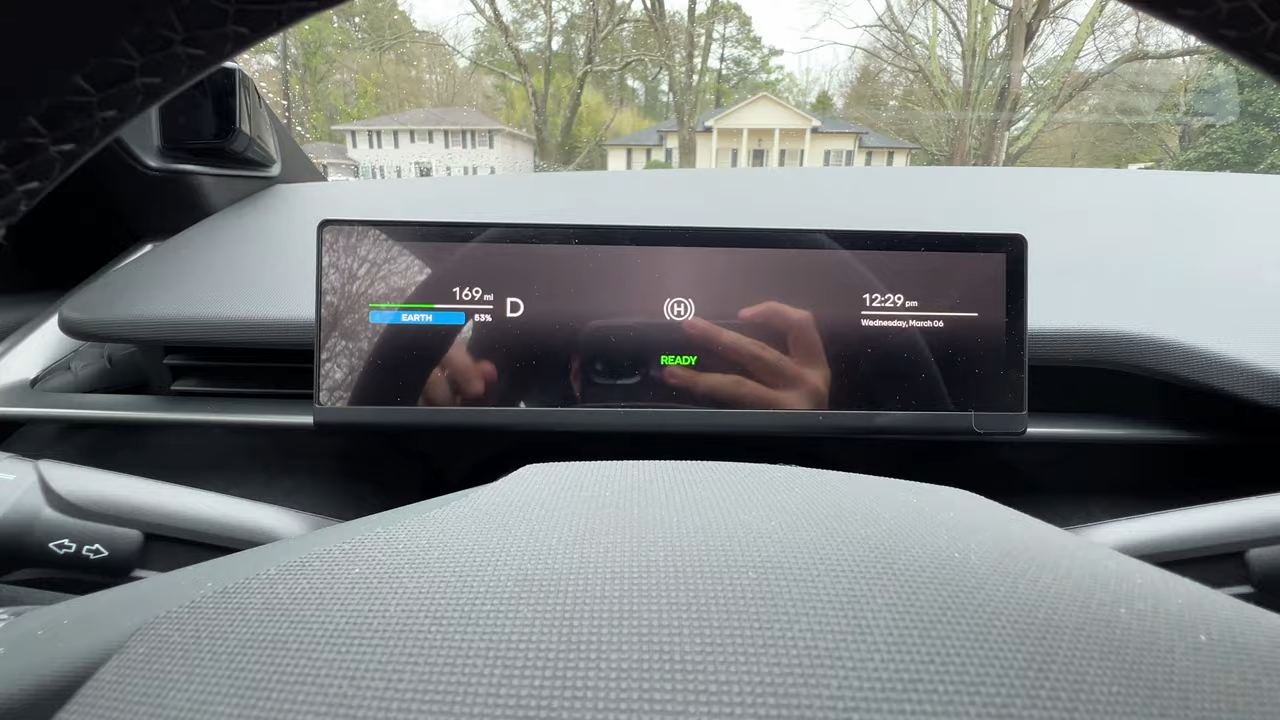 169 mi
D
EARTH
53%
(H)
READY
12:29 pm
Wednesday, March 06